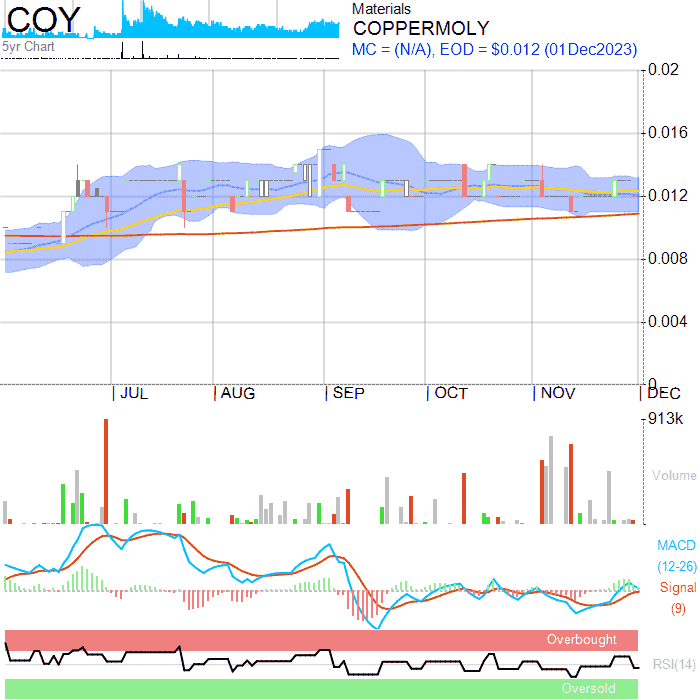 COY
5yr Chart
Materials
COPPERMOLY
MC = (N/A), EOD = $0.012 (01Dec2023)
0.02
0.016
0.012
0.008
0.004
0
JUL AUG SEP OCT NOV DEC
913k
Volume
MACD
(12-26)
Signal
(9)
Overbought
RSI(14)
Oversold